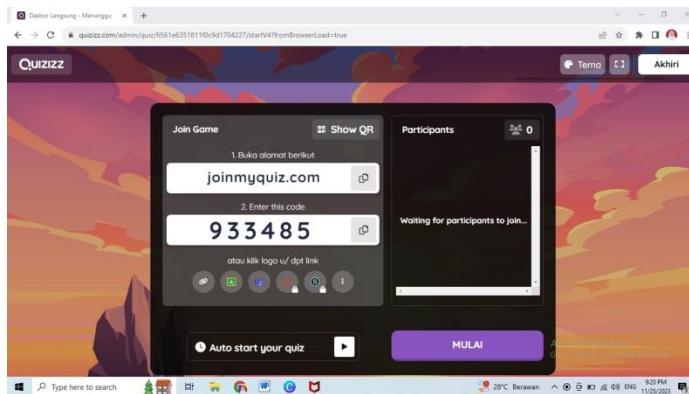 Dasbor Langsung - Menunggu
quizizz.com/admin/quiz/6561e6351811f0c9d1704227/startV4?fromBrowserLoad=true
QUIZIZZ
Tema
Akhiri
Join Game
Show QR
1. Buka alamat berikut
joinmyquiz.com
2. Enter this code
933485
atau klik logo u/ dpt link
Participants
0
Waiting for participants to join...
Auto start your quiz
MULAI
Type here to search
28°C Berawan
ENG
9:20 PM
11/25/2023